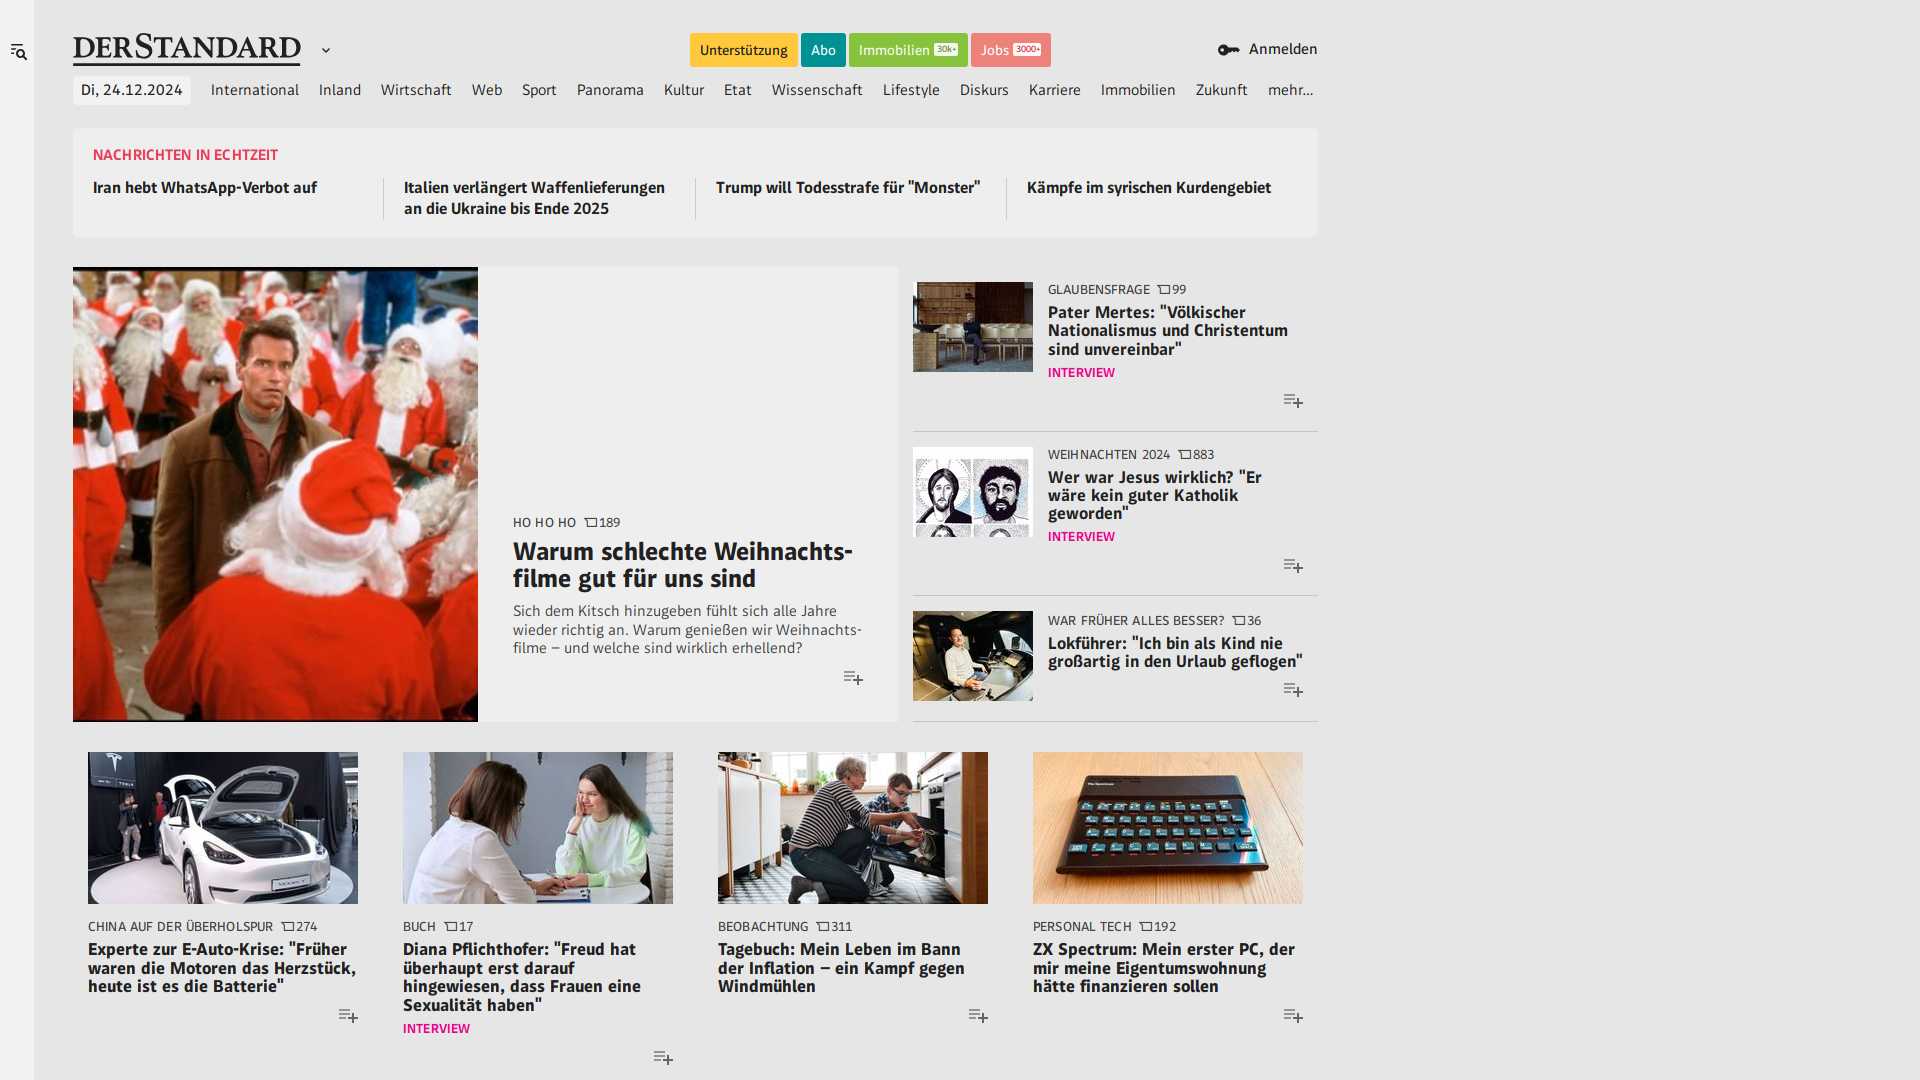 DERSTANDARD
Unterstützung
Abo
Immobilien 30k+
Jobs 3000+
Anmelden
Di, 24.12.2024
International
Inland
Wirtschaft
Web
Sport
Panorama
Kultur
Etat
Wissenschaft
Lifestyle
Diskurs
Karriere
Immobilien
Zukunft
mehr...
NACHRICHTEN IN ECHTZEIT
Iran hebt WhatsApp-Verbot auf
Italien verlängert Waffenlieferungen
an die Ukraine bis Ende 2025
Trump will Todesstrafe für "Monster"
Kämpfe im syrischen Kurdengebiet
HO HO HO 189
Warum schlechte Weihnachts-
filme gut für uns sind
Sich dem Kitsch hinzugeben fühlt sich alle Jahre
wieder richtig an. Warum genießen wir Weihnachts-
filme – und welche sind wirklich erhellend?
GLAUBENSFRAGE 99
Pater Mertes: "Völkischer
Nationalismus und Christentum
sind unvereinbar"
INTERVIEW
WEIHNACHTEN 2024 883
Wer war Jesus wirklich? "Er
wäre kein guter Katholik
geworden"
INTERVIEW
WAR FRÜHER ALLES BESSER? 36
Lokführer: "Ich bin als Kind nie
großartig in den Urlaub geflogen"
CHINA AUF DER ÜBERHOLSPUR 274
Experte zur E-Auto-Krise: "Früher
waren die Motoren das Herzstück,
heute ist es die Batterie"
BUCH 17
Diana Pflichthofer: "Freud hat
überhaupt erst darauf
hingewiesen, dass Frauen eine
Sexualität haben"
INTERVIEW
BEOBACHTUNG 311
Tagebuch: Mein Leben im Bann
der Inflation – ein Kampf gegen
Windmühlen
PERSONAL TECH 192
ZX Spectrum: Mein erster PC, der
mir meine Eigentumswohnung
hätte finanzieren sollen